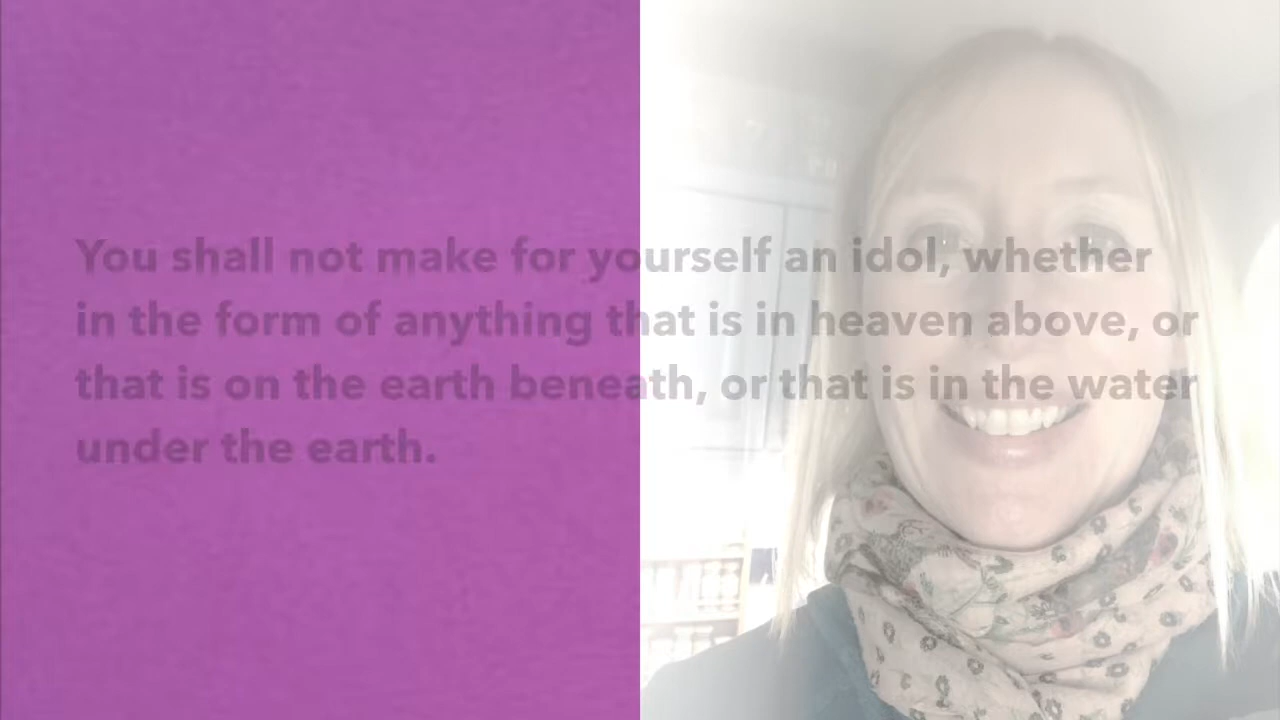 You shall not make for yourself an idol, whether
in the form of anything that is in heaven above, or
that is on the earth beneath, or that is in the water
under the earth.